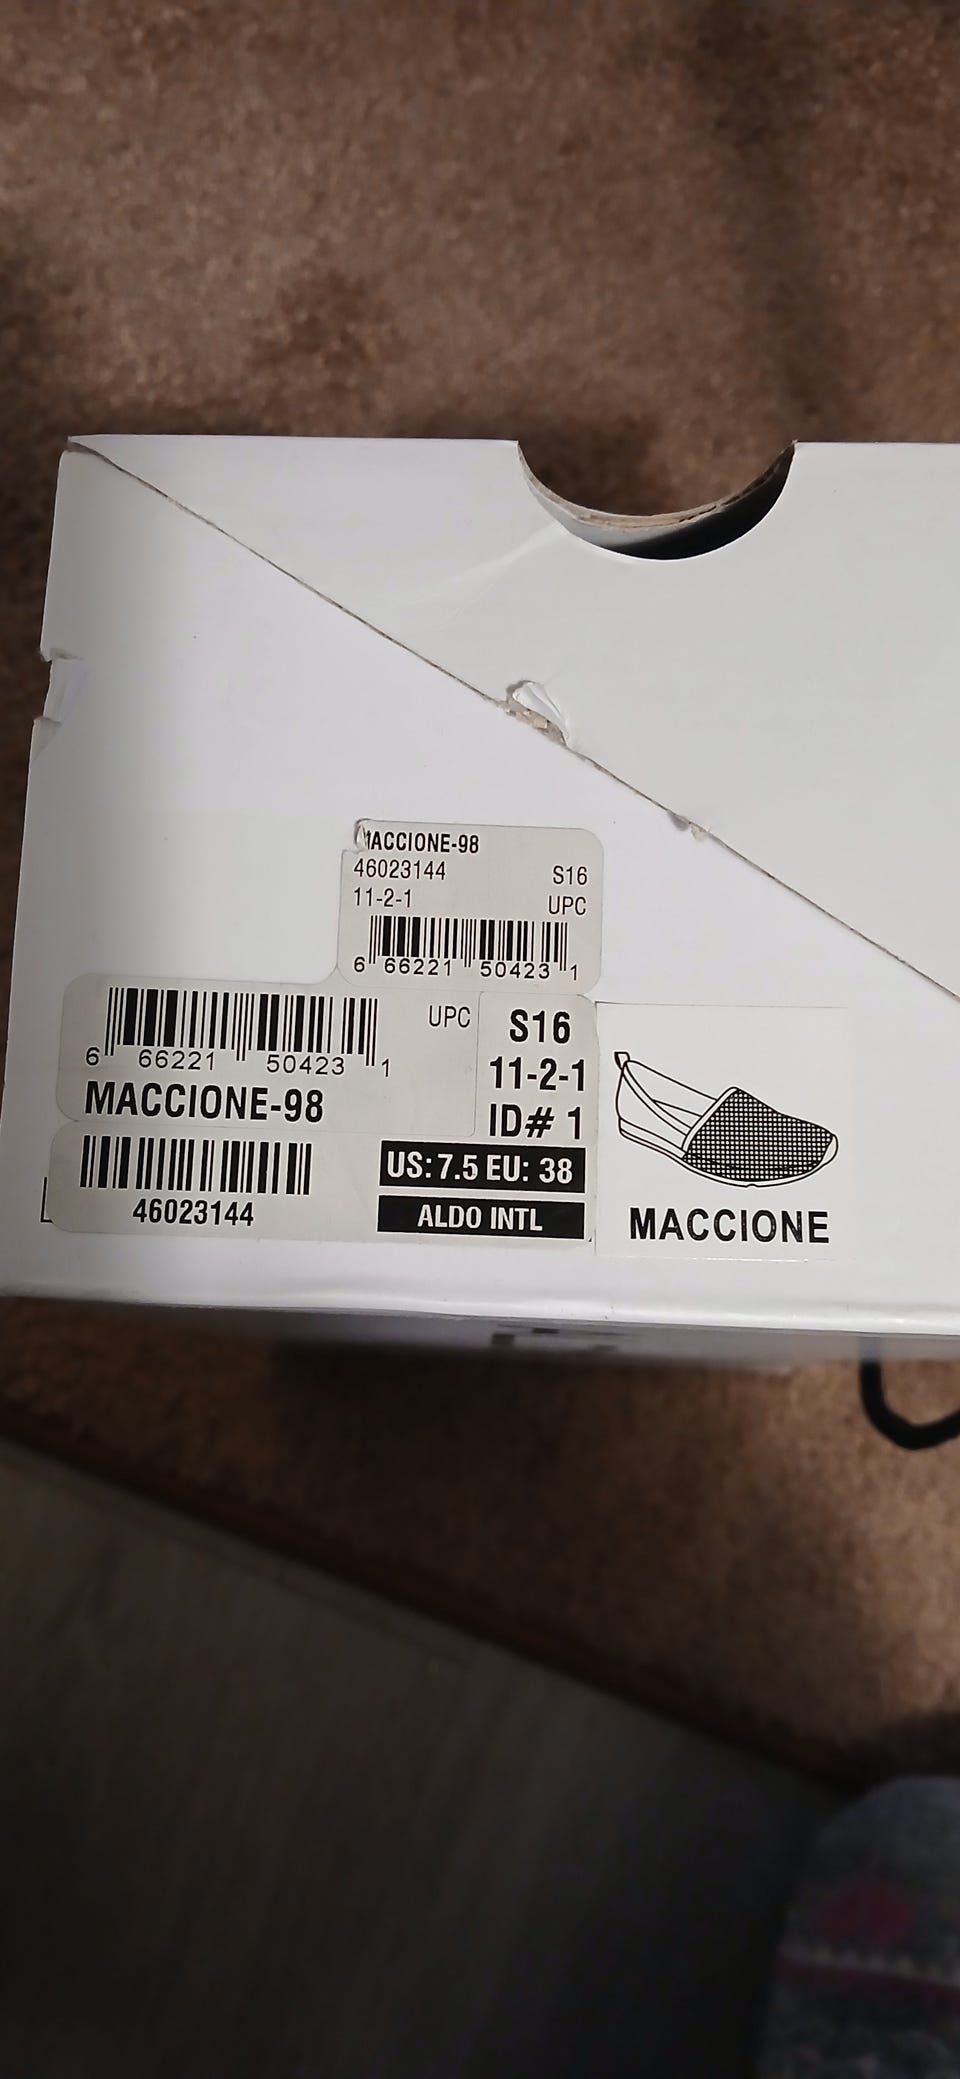 MACCIONE-98
46023144 S16
11-2-1 UPC
6 66221 50423 1
UPC
6 66221 50423 1
MACCIONE-98
46023144
S16
11-2-1
ID# 1
US: 7.5 EU: 38
ALDO INTL
MACCIONE